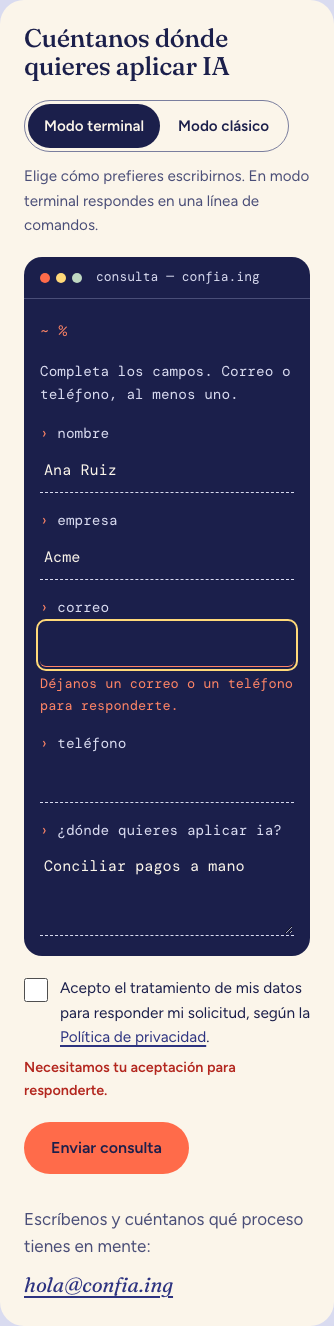 Cuéntanos dónde
quieres aplicar IA
Modo terminal
Modo clásico
Elige cómo prefieres escribirnos. En modo
terminal respondes en una línea de
comandos.
consulta — confia.ing
~ %
Completa los campos. Correo o
teléfono, al menos uno.
› nombre
Ana Ruiz
› empresa
Acme
› correo
Déjanos un correo o un teléfono
para responderte.
› teléfono
› ¿dónde quieres aplicar ia?
Conciliar pagos a mano
Acepto el tratamiento de mis datos
para responder mi solicitud, según la
Política de privacidad.
Necesitamos tu aceptación para
responderte.
Enviar consulta
Escríbenos y cuéntanos qué proceso
tienes en mente:
hola@confia.ing